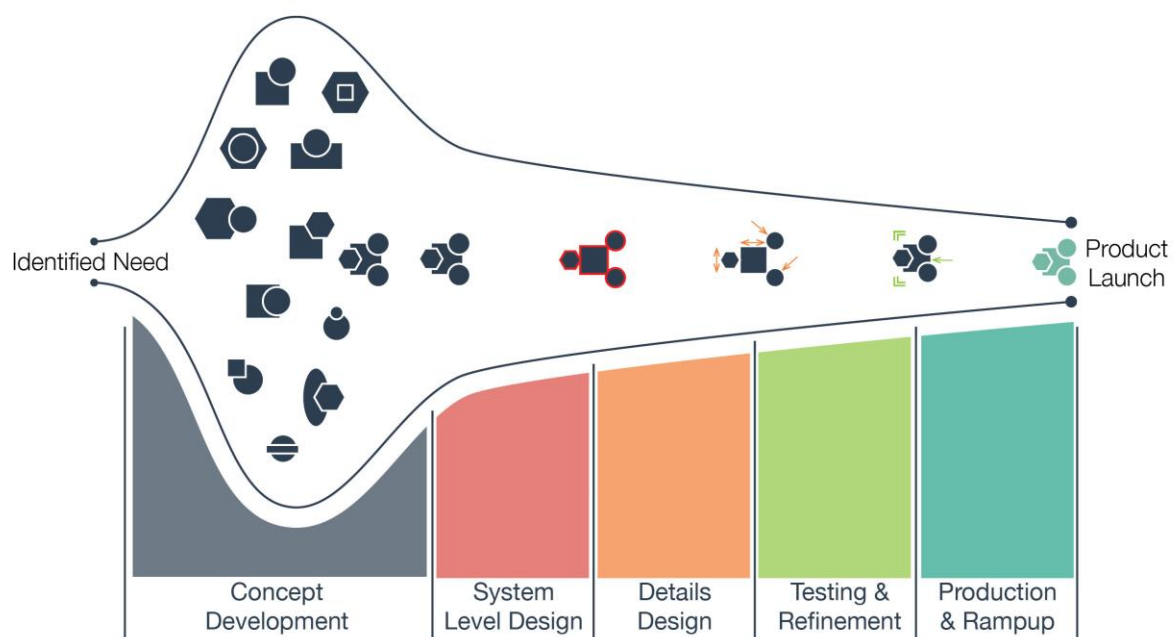 Identified Need
Product
Launch
Concept
Development
System
Level Design
Details
Design
Testing &
Refinement
Production
& Rampup